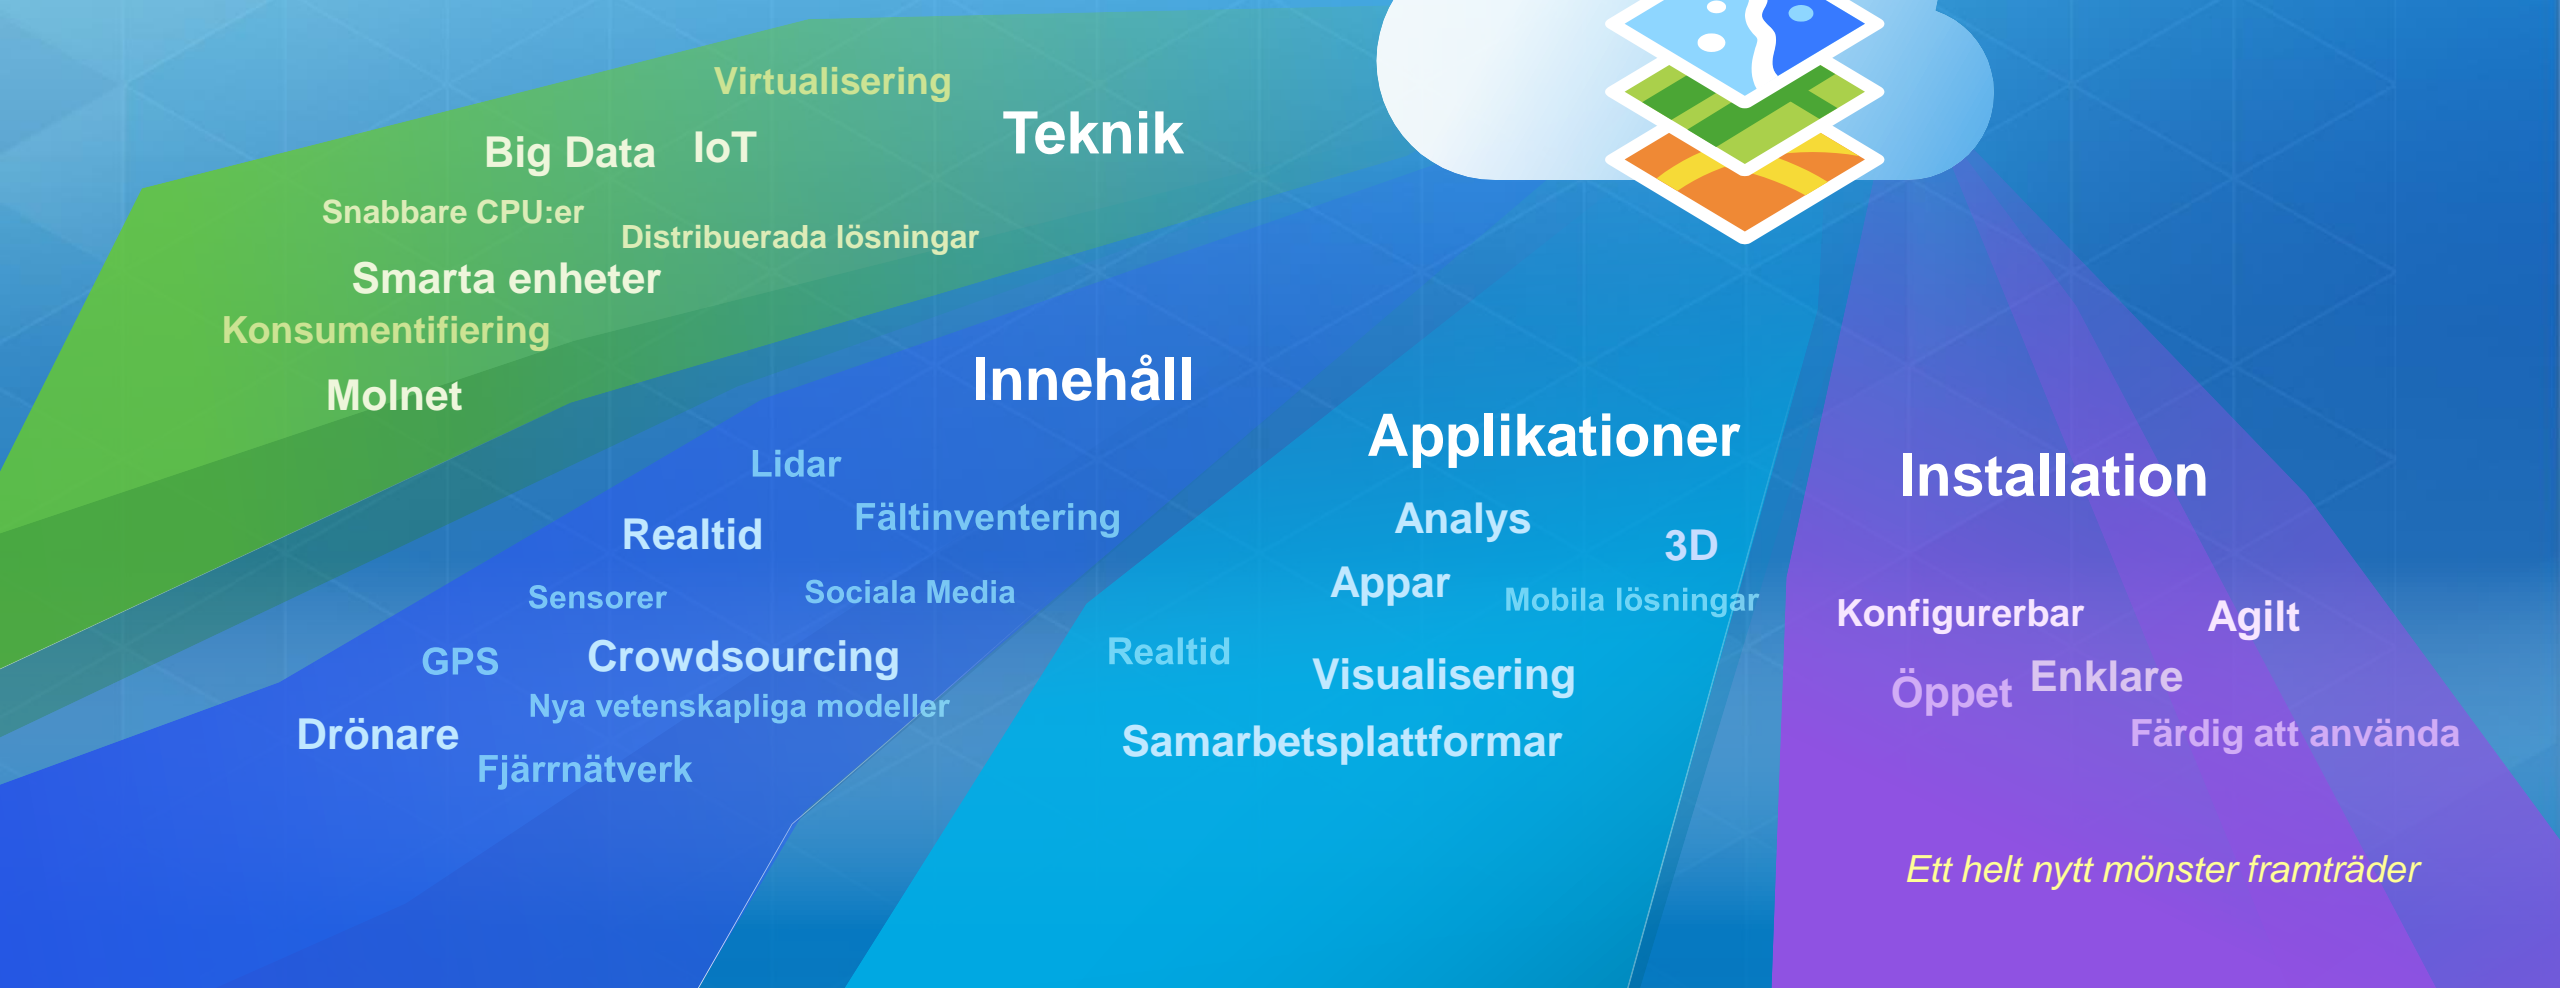 Teknik
Virtualisering
Big Data
IoT
Snabbare CPU:er
Distribuerada lösningar
Smarta enheter
Konsumentifiering
Molnet
Innehåll
Lidar
Fältinventering
Realtid
Sensorer
Sociala Media
GPS
Crowdsourcing
Nya vetenskapliga modeller
Drönare
Fjärrnätverk
Applikationer
Analys
3D
Appar
Mobila lösningar
Realtid
Visualisering
Samarbetsplattformar
Installation
Konfigurerbar
Agilt
Öppet
Enklare
Färdig att använda
Ett helt nytt mönster framträder